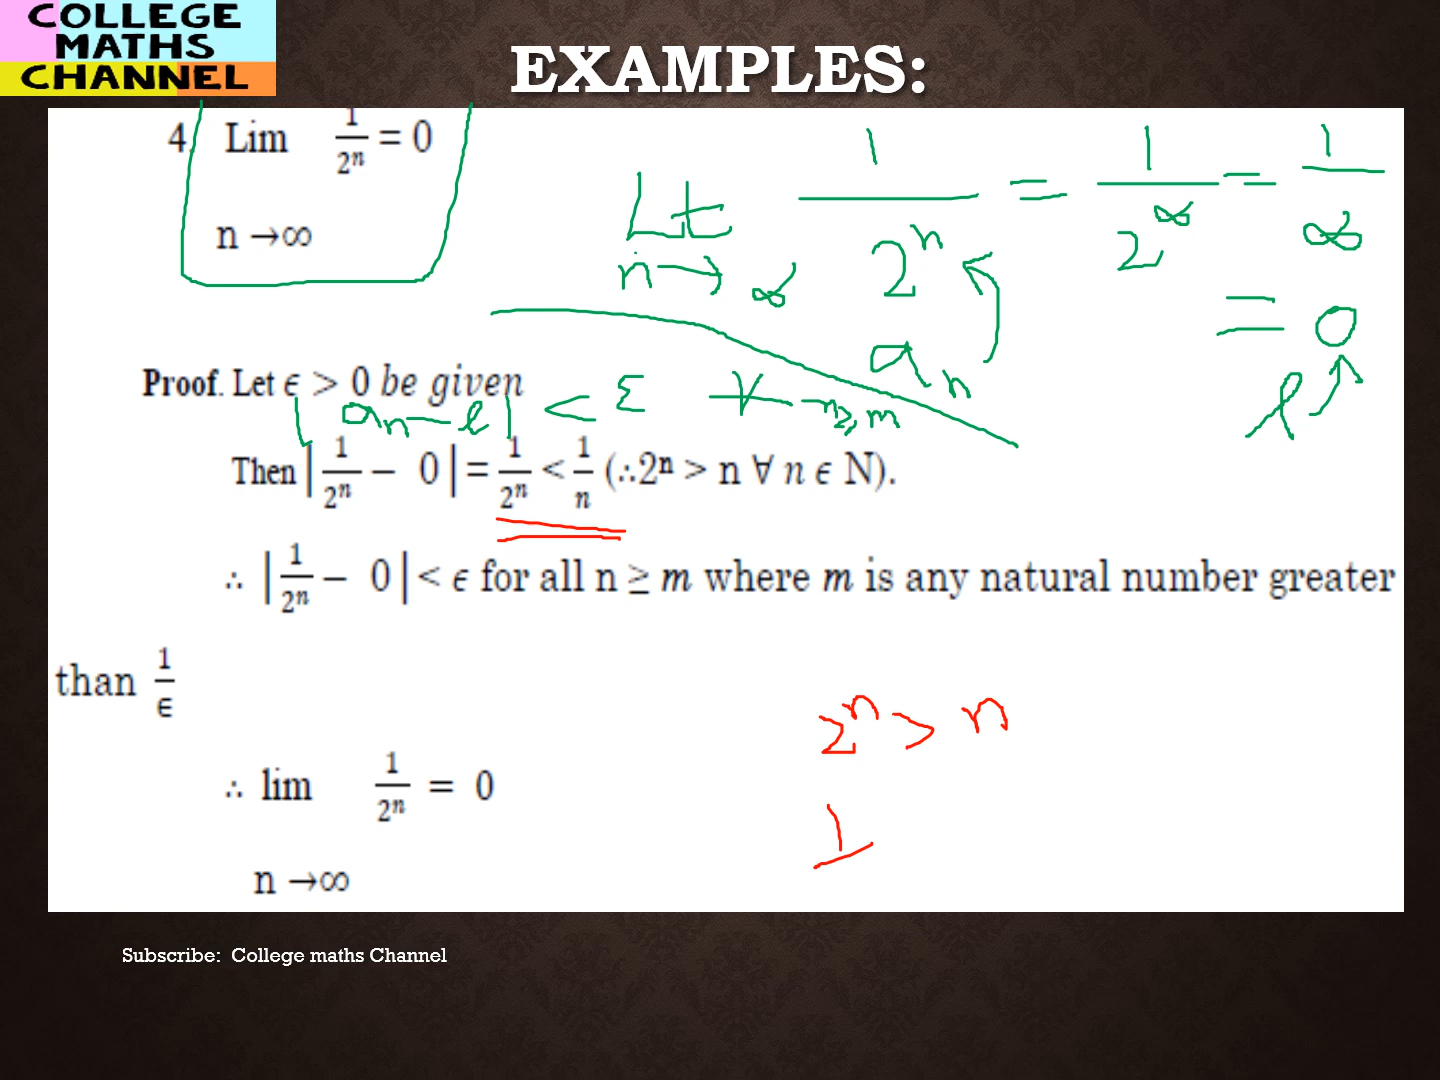 COLLEGE
MATHS
CHANNEL
EXAMPLES:
4. Lim 1/2ⁿ = 0
n →∞
Lt 1/2ⁿ = 1/2^∞ = 1/∞
n → ∞
= 0
aₙ
l
Proof. Let ϵ > 0 be given
|aₙ – l| < ε ∀ n ≥ m
Then |1/2ⁿ – 0| = 1/2ⁿ < 1/n (∴2ⁿ > n ∀ n ϵ N).
∴ |1/2ⁿ – 0| < ϵ for all n ≥ m where m is any natural number greater
than 1/ϵ
2ⁿ > n
∴ lim 1/2ⁿ = 0
1
n →∞
Subscribe: College maths Channel